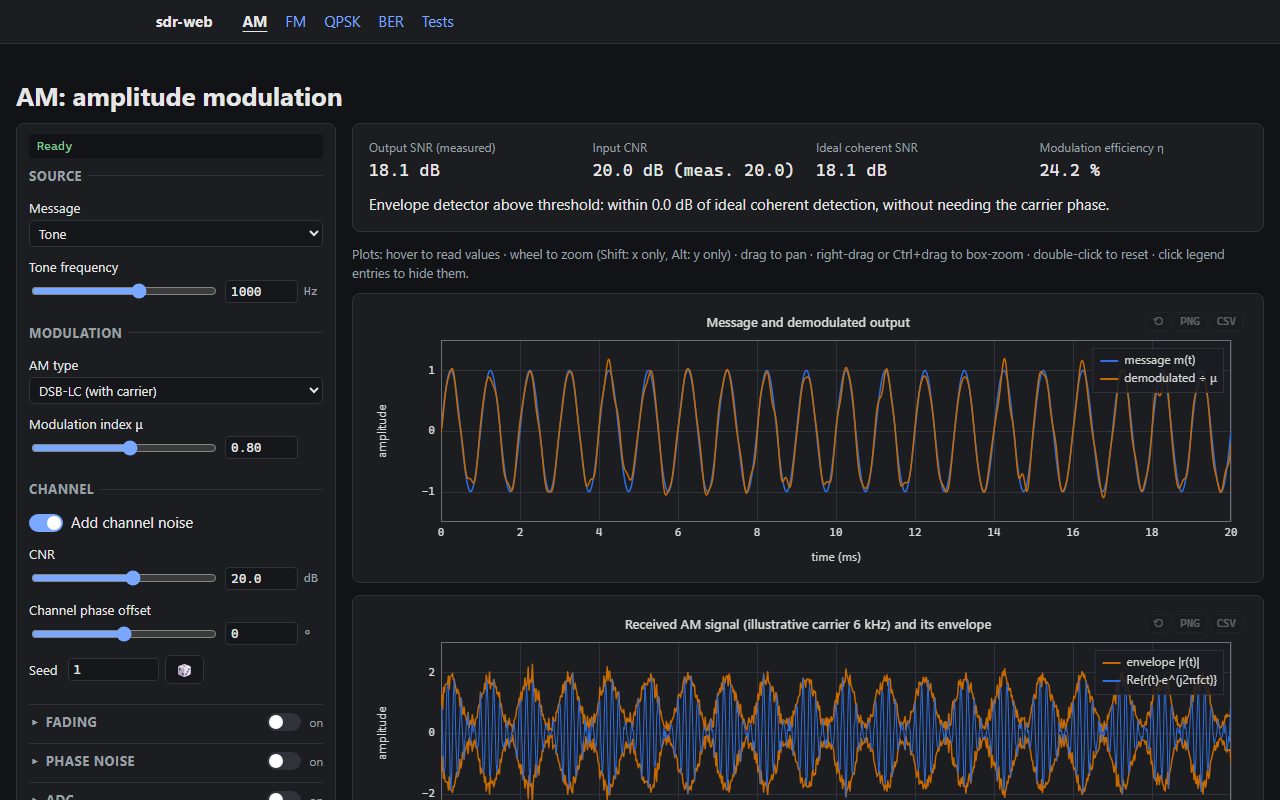 sdr-web AM FM QPSK BER Tests
AM: amplitude modulation
Ready
SOURCE
Message
Tone
Tone frequency
1000 Hz
MODULATION
AM type
DSB-LC (with carrier)
Modulation index μ
0.80
CHANNEL
Add channel noise
CNR
20.0 dB
Channel phase offset
0 °
Seed 1
▸ FADING on
▸ PHASE NOISE on
▸ ADC on
Output SNR (measured) Input CNR Ideal coherent SNR Modulation efficiency η
18.1 dB 20.0 dB (meas. 20.0) 18.1 dB 24.2 %
Envelope detector above threshold: within 0.0 dB of ideal coherent detection, without needing the carrier phase.
Plots: hover to read values · wheel to zoom (Shift: x only, Alt: y only) · drag to pan · right-drag or Ctrl+drag to box-zoom · double-click to reset · click legend
entries to hide them.
Message and demodulated output
⟲ PNG CSV
message m(t)
demodulated ÷ μ
amplitude
1
0
−1
0 2 4 6 8 10 12 14 16 18 20
time (ms)
Received AM signal (illustrative carrier 6 kHz) and its envelope
⟲ PNG CSV
envelope |r(t)|
Re{r(t)·e^(j2πfct)}
amplitude
2
0
−2